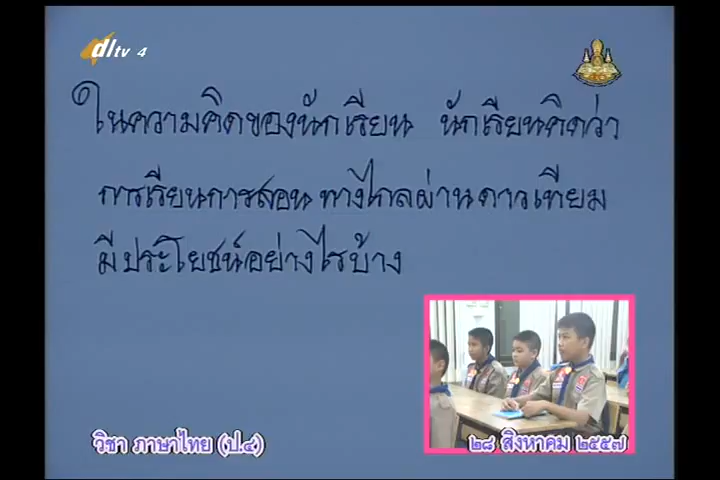 dltv 4
ในความคิดของนักเรียน นักเรียนคิดว่า
การเรียนการสอนทางไกลผ่านดาวเทียม
มีประโยชน์อย่างไรบ้าง
วิชา ภาษาไทย (ป.๔)
๒๘ สิงหาคม ๒๕๕๗